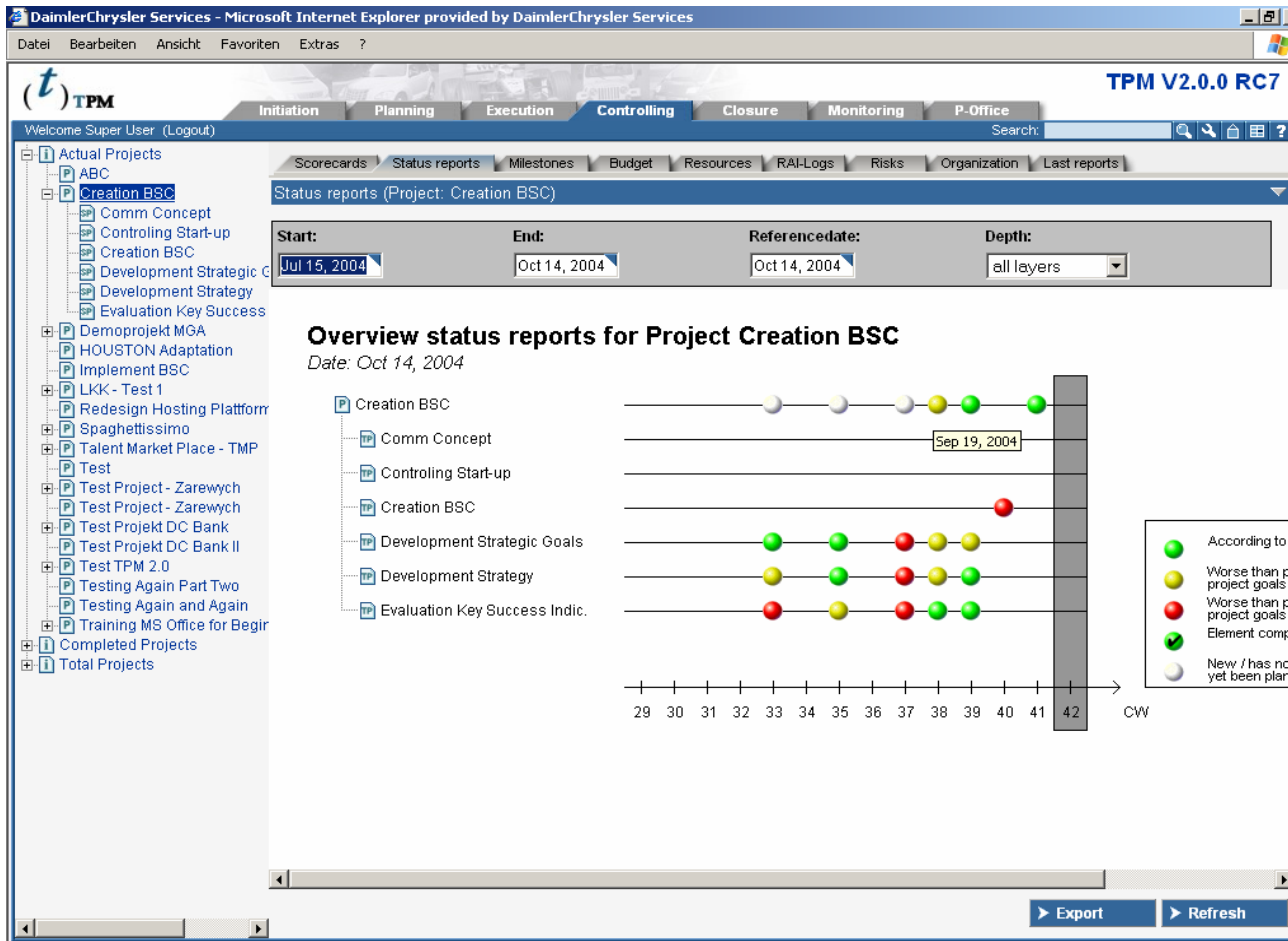 DaimlerChrysler Services - Microsoft Internet Explorer provided by DaimlerChrysler Services
Datei Bearbeiten Ansicht Favoriten Extras ?
(t) TPM
TPM V2.0.0 RC7
Initiation Planning Execution Controlling Closure Monitoring P-Office
Welcome Super User (Logout) Search: ?
Actual Projects
ABC
Creation BSC
Comm Concept
Controling Start-up
Creation BSC
Development Strategic G
Development Strategy
Evaluation Key Success
Demoprojekt MGA
HOUSTON Adaptation
Implement BSC
LKK - Test 1
Redesign Hosting Plattform
Spaghettissimo
Talent Market Place - TMP
Test
Test Project - Zarewych
Test Project - Zarewych
Test Projekt DC Bank
Test Projekt DC Bank II
Test TPM 2.0
Testing Again Part Two
Testing Again and Again
Training MS Office for Begin
Completed Projects
Total Projects
Scorecards Status reports Milestones Budget Resources RAI-Logs Risks Organization Last reports
Status reports (Project: Creation BSC)
Start: End: Referencedate: Depth:
Jul 15, 2004 Oct 14, 2004 Oct 14, 2004 all layers
Overview status reports for Project Creation BSC
Date: Oct 14, 2004
P Creation BSC
TP Comm Concept
Sep 19, 2004
TP Controling Start-up
TP Creation BSC
TP Development Strategic Goals
TP Development Strategy
TP Evaluation Key Success Indic.
29 30 31 32 33 34 35 36 37 38 39 40 41 42 CW
According to
Worse than p
project goals
Worse than p
project goals
Element comp
New / has no
yet been plan
Export Refresh